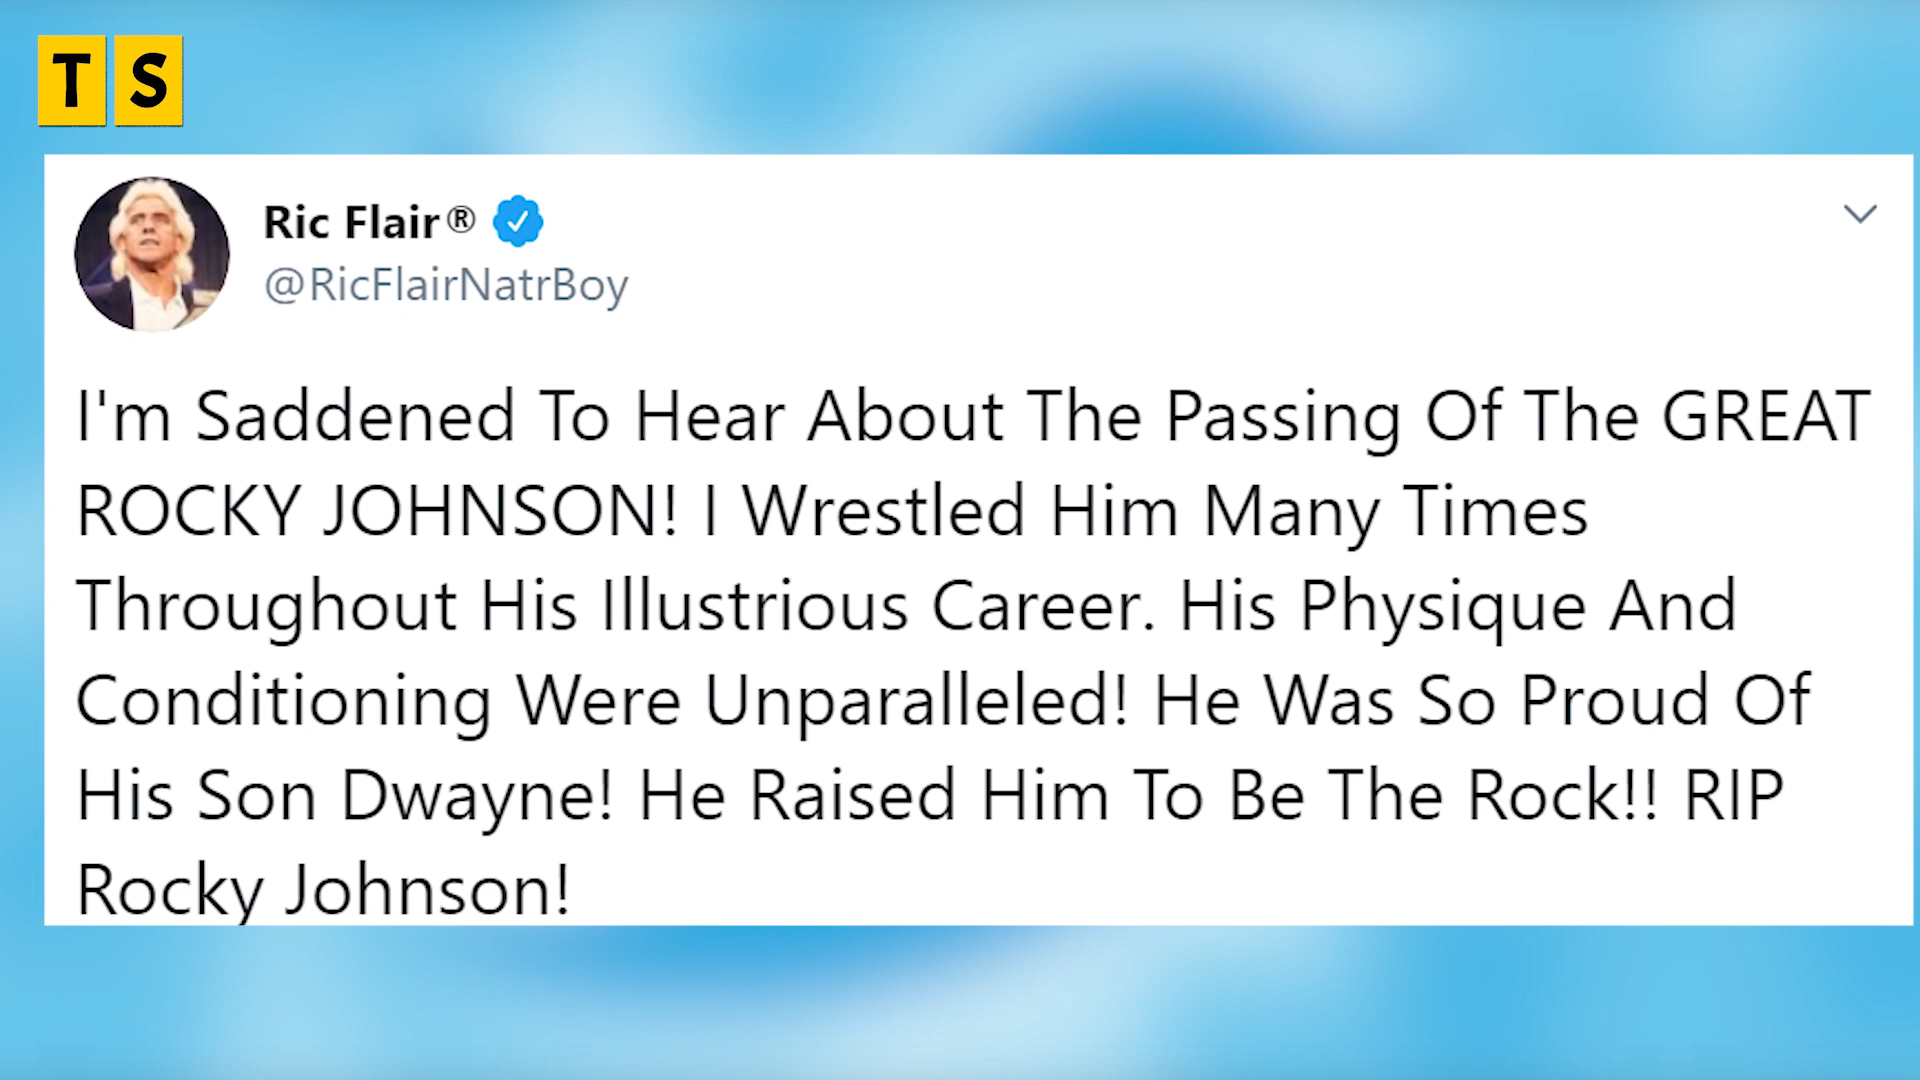 T S
Ric Flair®
@RicFlairNatrBoy
I'm Saddened To Hear About The Passing Of The GREAT
ROCKY JOHNSON! I Wrestled Him Many Times
Throughout His Illustrious Career. His Physique And
Conditioning Were Unparalleled! He Was So Proud Of
His Son Dwayne! He Raised Him To Be The Rock!! RIP
Rocky Johnson!